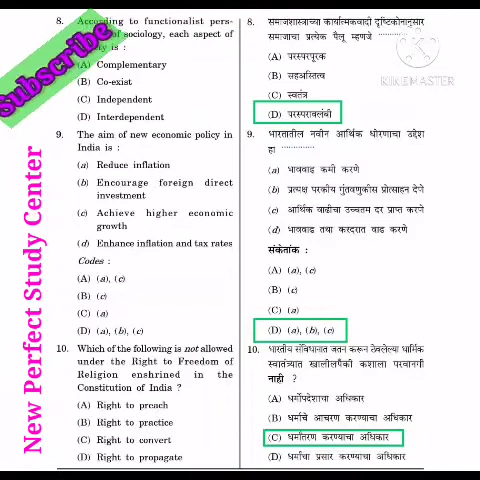 8. According to functionalist pers-
of sociology, each aspect of
is :
(A) Complementary
(B) Co-exist
(C) Independent
(D) Interdependent
9. The aim of new economic policy in
India is :
(a) Reduce inflation
(b) Encourage foreign direct
investment
(c) Achieve higher economic
growth
(d) Enhance inflation and tax rates
Codes :
(A) (a), (c)
(B) (c)
(C) (a)
(D) (a), (b), (c)
10. Which of the following is not allowed
under the Right to Freedom of
Religion enshrined in the
Constitution of India ?
(A) Right to preach
(B) Right to practice
(C) Right to convert
(D) Right to propagate
8. समाजशास्त्राच्या कार्यात्मकवादी दृष्टिकोनानुसार
समाजाचा प्रत्येक पैलू म्हणजे ............
(A) परस्परपूरक
(B) सहअस्तित्व
(C) स्वतंत्र
(D) परस्परावलंबी
9. भारतातील नवीन आर्थिक धोरणाचा उद्देश
हा ............
(a) भाववाढ कमी करणे
(b) प्रत्यक्ष परकीय गुंतवणुकीस प्रोत्साहन देणे
(c) आर्थिक वाढीचा उच्चतम दर प्राप्त करणे
(d) भाववाढ तथा करदरात वाढ करणे
संकेतांक :
(A) (a), (c)
(B) (c)
(C) (a)
(D) (a), (b), (c)
10. भारतीय संविधानात जतन करून ठेवलेल्या धार्मिक
स्वातंत्र्यात खालीलपैकी कशाला परवानगी
नाही ?
(A) धर्मोपदेशाचा अधिकार
(B) धर्माचे आचरण करण्याचा अधिकार
(C) धर्मांतरण करण्याचा अधिकार
(D) धर्माचा प्रसार करण्याचा अधिकार
Subscribe
New Perfect Study Center
KINEMASTER